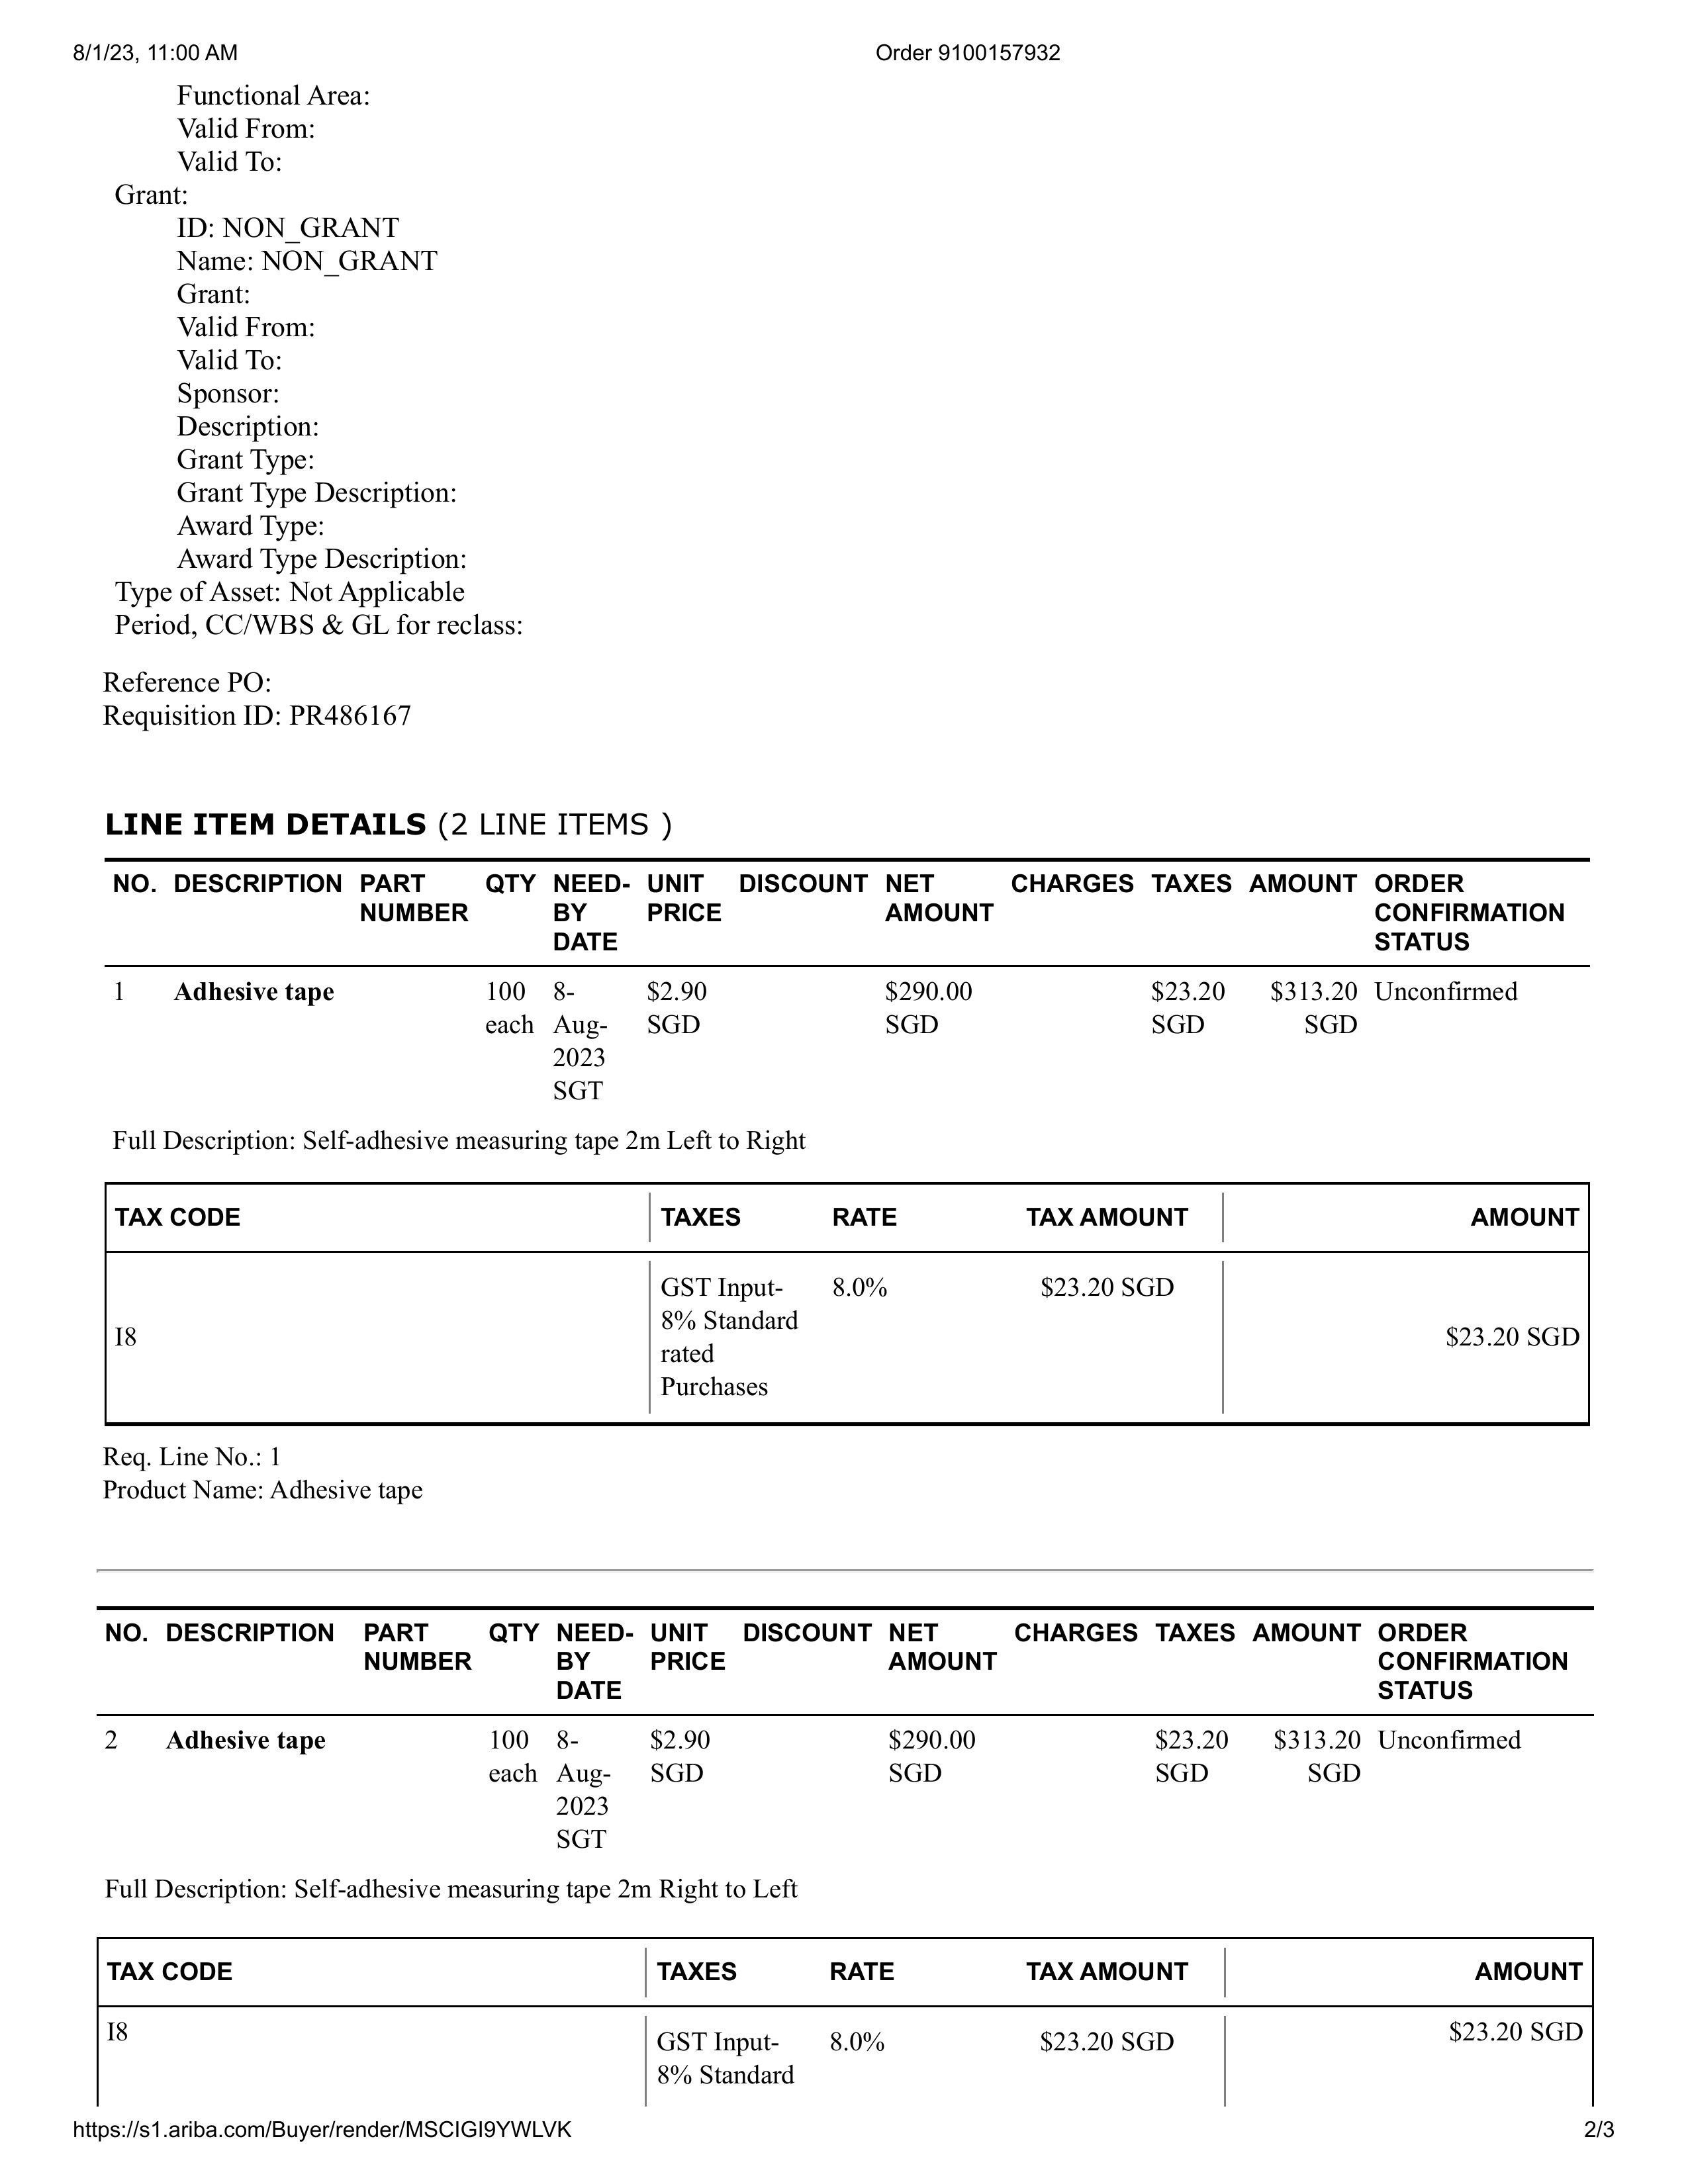 8/1/23, 11:00 AM Order 9100157932
Functional Area:
Valid From:
Valid To:
Grant:
ID: NON_GRANT
Name: NON_GRANT
Grant:
Valid From:
Valid To:
Sponsor:
Description:
Grant Type:
Grant Type Description:
Award Type:
Award Type Description:
Type of Asset: Not Applicable
Period, CC/WBS & GL for reclass:
Reference PO:
Requisition ID: PR486167
LINE ITEM DETAILS (2 LINE ITEMS )
NO. DESCRIPTION PART QTY NEED- UNIT DISCOUNT NET CHARGES TAXES AMOUNT ORDER
NUMBER BY PRICE AMOUNT CONFIRMATION
DATE STATUS
1 Adhesive tape 100 8- $2.90 $290.00 $23.20 $313.20 Unconfirmed
each Aug- SGD SGD SGD SGD
2023
SGT
Full Description: Self-adhesive measuring tape 2m Left to Right
TAX CODE TAXES RATE TAX AMOUNT AMOUNT
GST Input- 8.0% $23.20 SGD
8% Standard
I8 $23.20 SGD
rated
Purchases
Req. Line No.: 1
Product Name: Adhesive tape
NO. DESCRIPTION PART QTY NEED- UNIT DISCOUNT NET CHARGES TAXES AMOUNT ORDER
NUMBER BY PRICE AMOUNT CONFIRMATION
DATE STATUS
2 Adhesive tape 100 8- $2.90 $290.00 $23.20 $313.20 Unconfirmed
each Aug- SGD SGD SGD SGD
2023
SGT
Full Description: Self-adhesive measuring tape 2m Right to Left
TAX CODE TAXES RATE TAX AMOUNT AMOUNT
I8 GST Input- 8.0% $23.20 SGD $23.20 SGD
8% Standard
https://s1.ariba.com/Buyer/render/MSCIGI9YWLVK 2/3